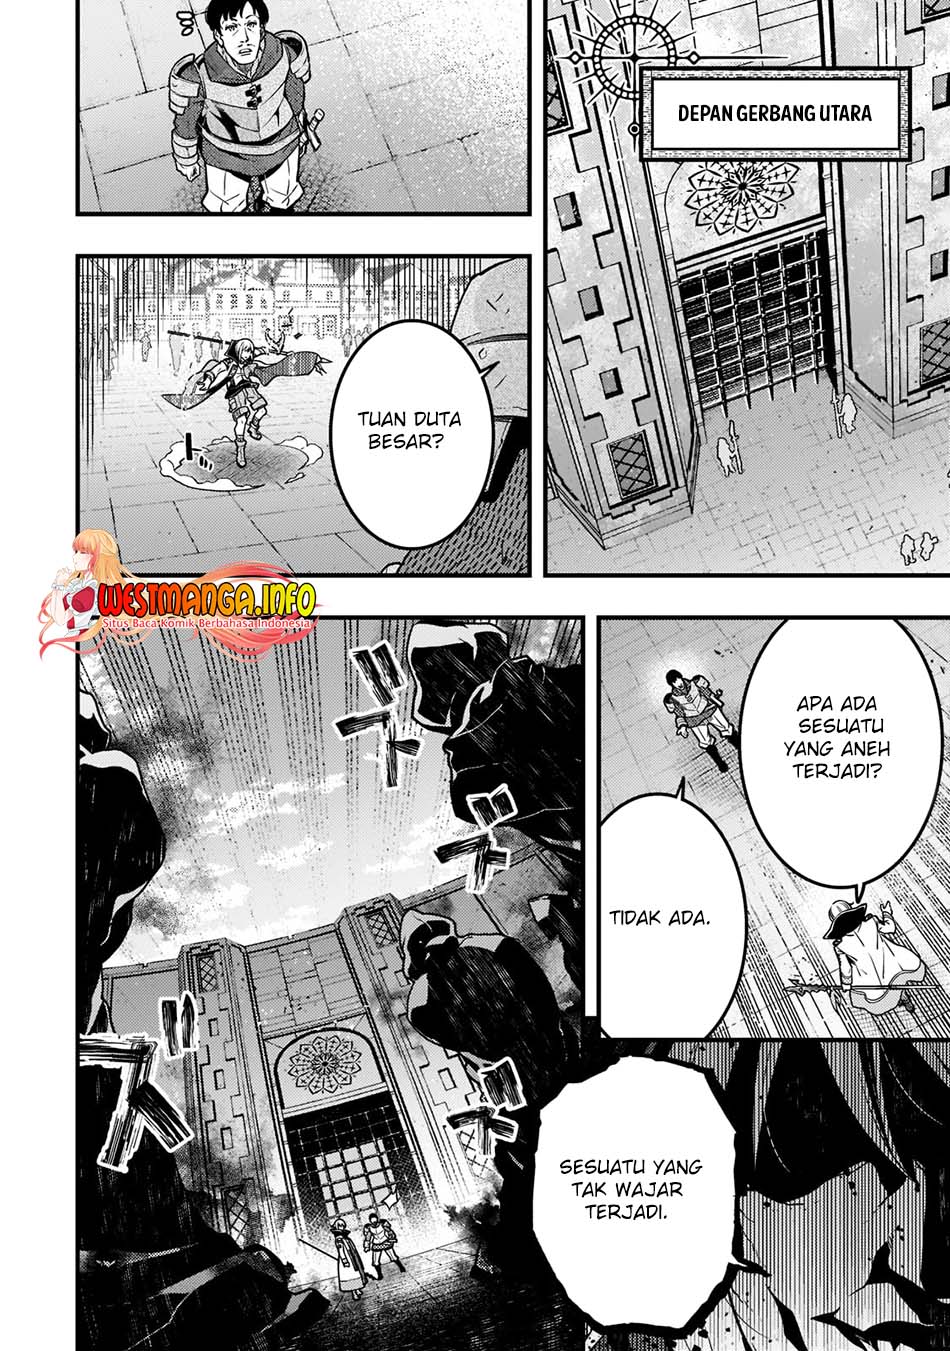 DEPAN GERBANG UTARA
TUAN DUTA
BESAR?
WESTMANGA.INFO
Situs Baca Komik Berbahasa Indonesia
APA ADA
SESUATU
YANG ANEH
TERJADI?
TIDAK ADA.
SESUATU YANG
TAK WAJAR
TERJADI.